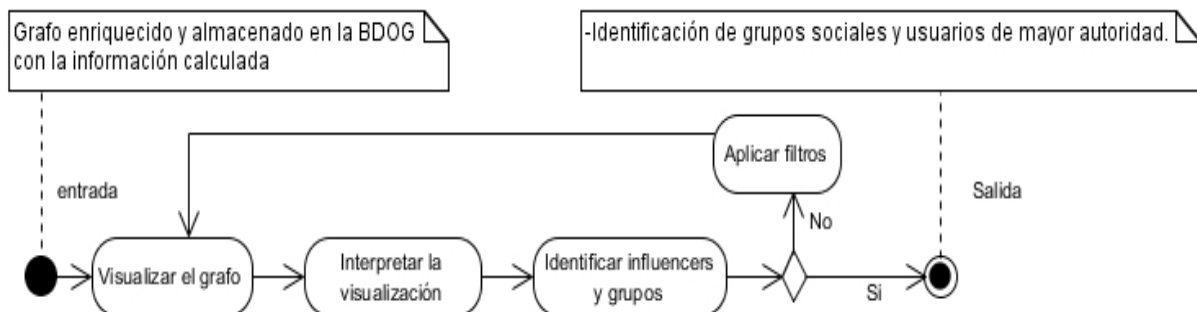 Grafo enriquecido y almacenado en la BDOG
con la información calculada
-Identificación de grupos sociales y usuarios de mayor autoridad.
Aplicar filtros
entrada
Salida
No
Visualizar el grafo
Interpretar la
visualización
Identificar influencers
y grupos
Si